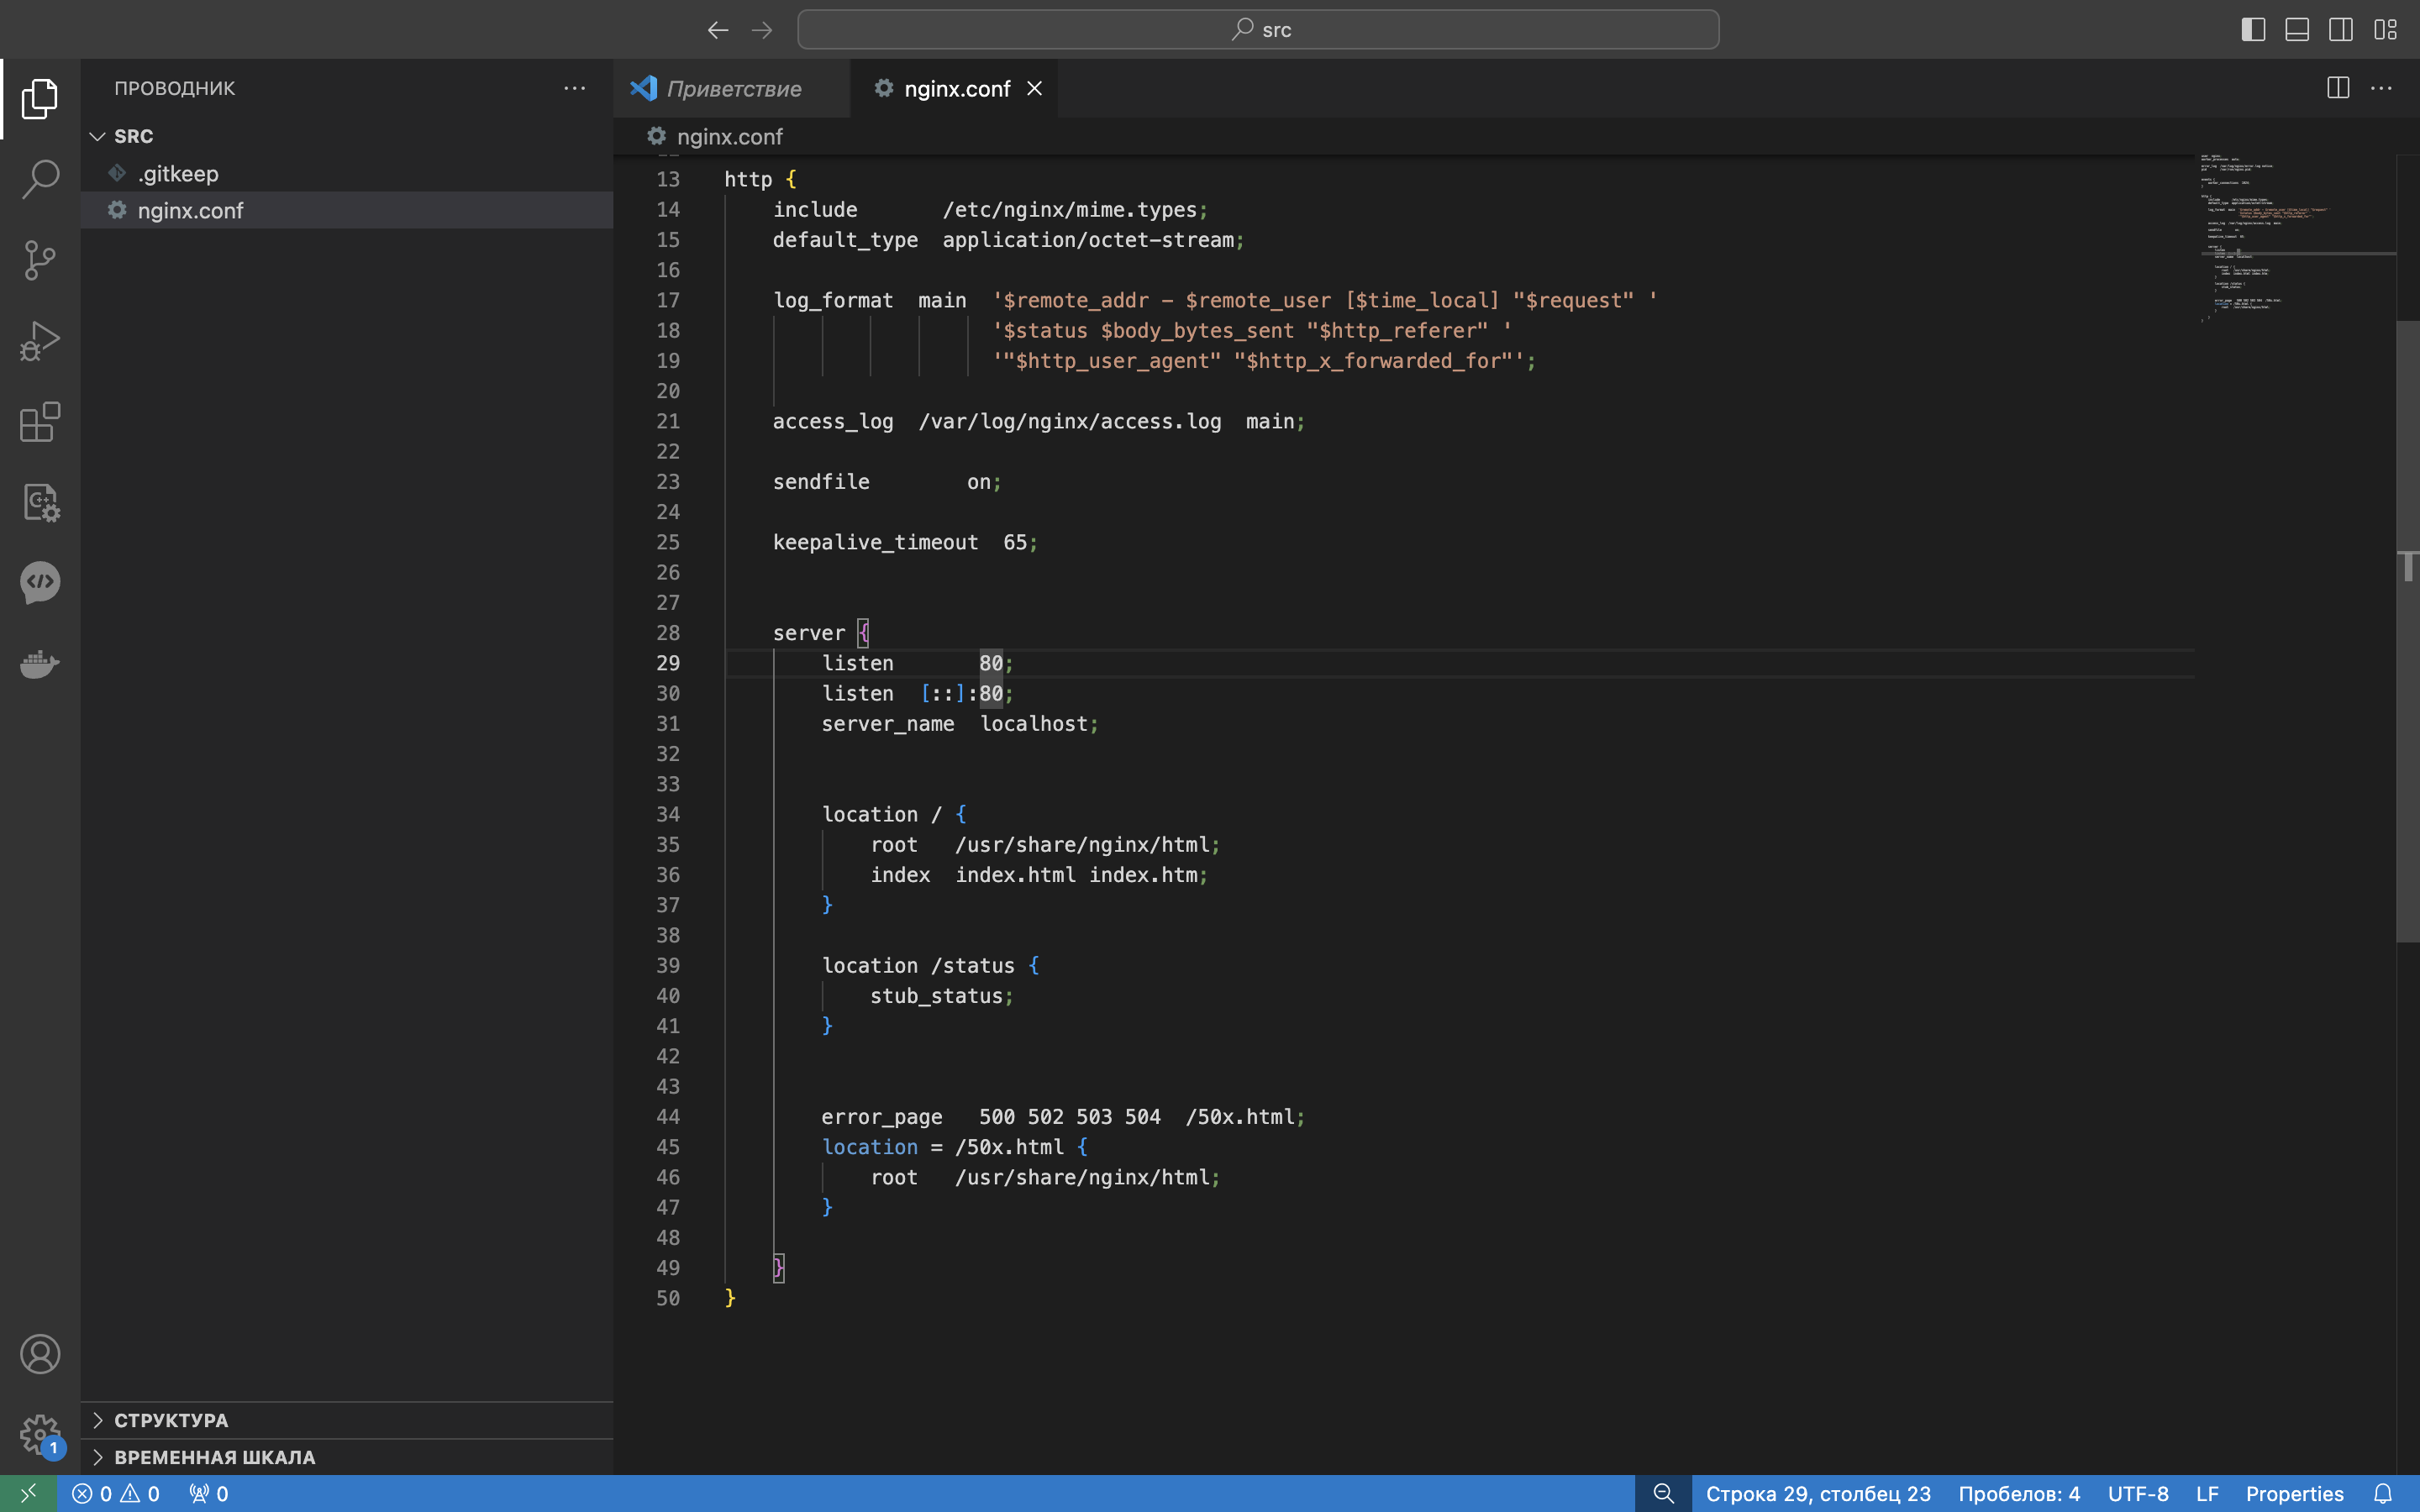 src
ПРОВОДНИК
SRC
.gitkeep
nginx.conf
СТРУКТУРА
ВРЕМЕННАЯ ШКАЛА
Приветствие
nginx.conf
nginx.conf
13 http {
14 include /etc/nginx/mime.types;
15 default_type application/octet-stream;
16
17 log_format main '$remote_addr - $remote_user [$time_local] "$request" '
18 '$status $body_bytes_sent "$http_referer" '
19 '"$http_user_agent" "$http_x_forwarded_for"';
20
21 access_log /var/log/nginx/access.log main;
22
23 sendfile on;
24
25 keepalive_timeout 65;
26
27
28 server {
29 listen 80;
30 listen [::]:80;
31 server_name localhost;
32
33
34 location / {
35 root /usr/share/nginx/html;
36 index index.html index.htm;
37 }
38
39 location /status {
40 stub_status;
41 }
42
43
44 error_page 500 502 503 504 /50x.html;
45 location = /50x.html {
46 root /usr/share/nginx/html;
47 }
48
49 }
50 }
1
0 0 0
Строка 29, столбец 23 Пробелов: 4 UTF-8 LF Properties